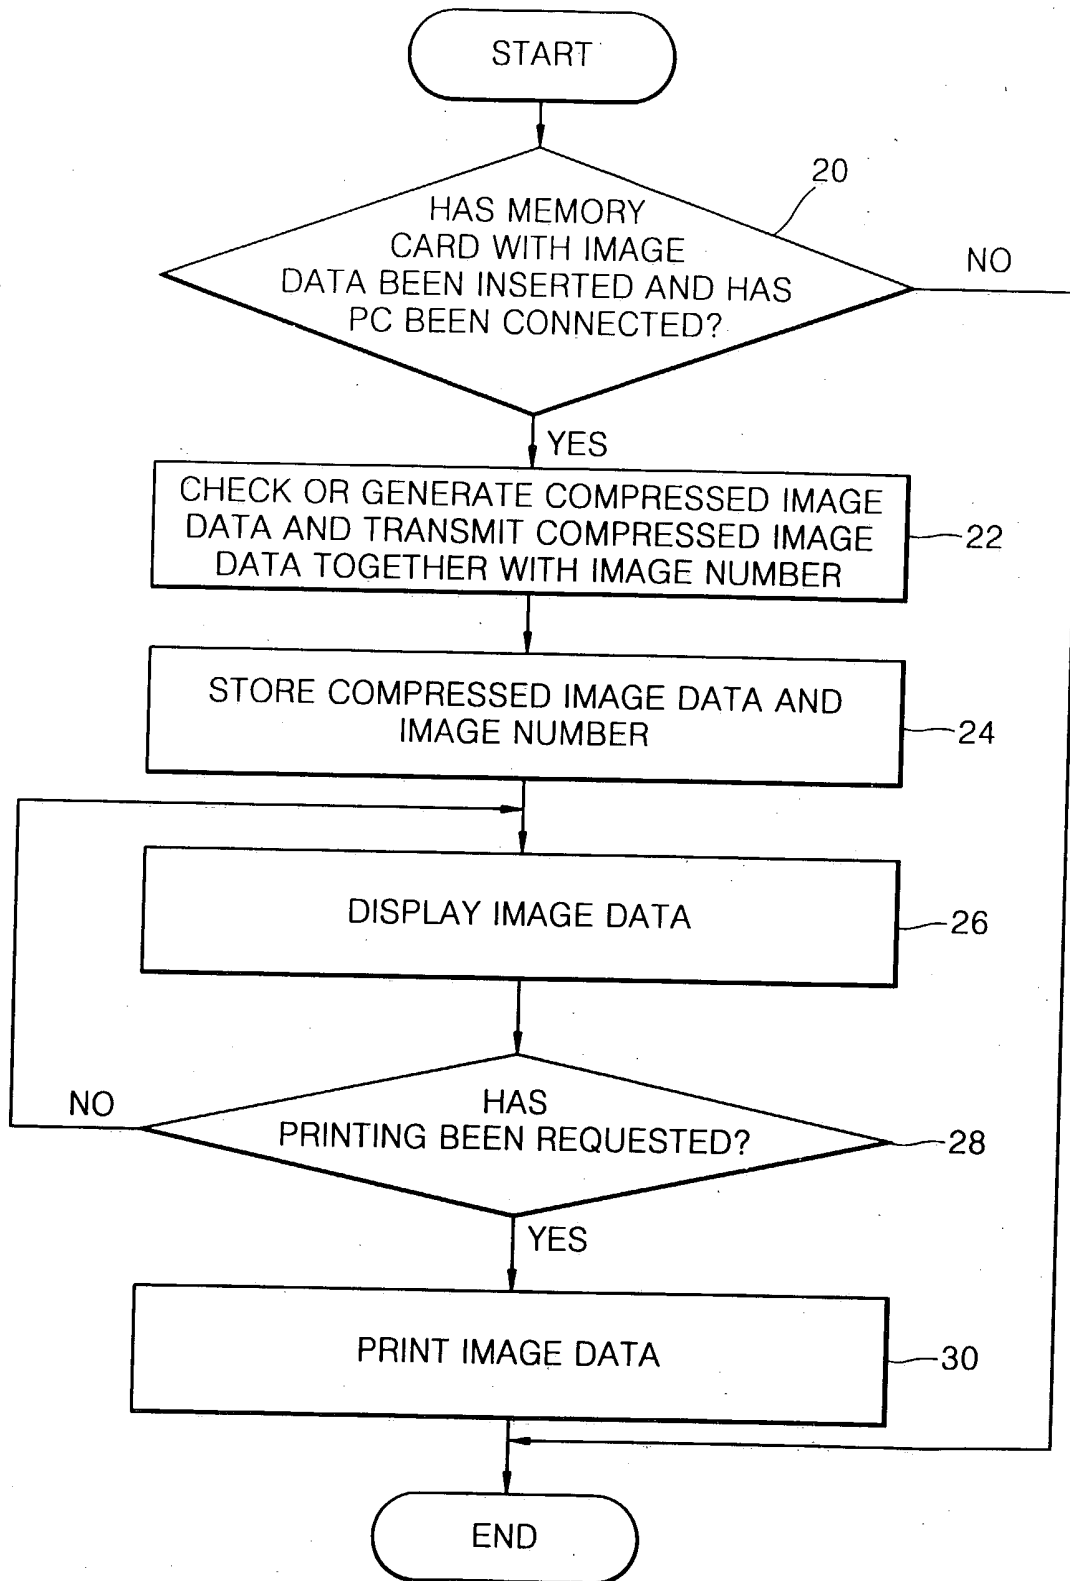 START
20
HAS MEMORY
CARD WITH IMAGE
DATA BEEN INSERTED AND HAS
PC BEEN CONNECTED?
NO
YES
CHECK OR GENERATE COMPRESSED IMAGE
DATA AND TRANSMIT COMPRESSED IMAGE
DATA TOGETHER WITH IMAGE NUMBER
22
STORE COMPRESSED IMAGE DATA AND
IMAGE NUMBER
24
DISPLAY IMAGE DATA
26
NO
HAS
PRINTING BEEN REQUESTED?
28
YES
PRINT IMAGE DATA
30
END